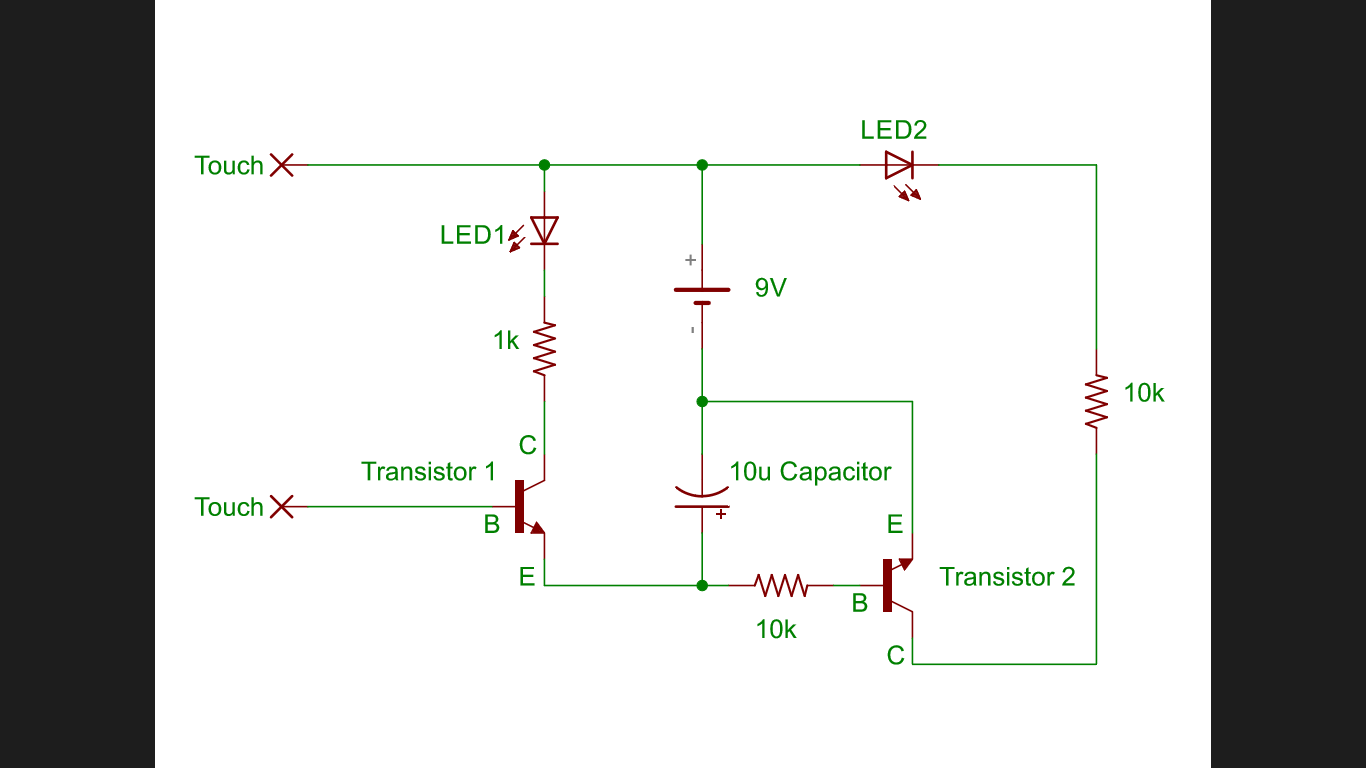 LED2
Touch
LED1
+
9V
-
1k
10k
C
Transistor 1
10u Capacitor
Touch
B
+
E
E
Transistor 2
B
10k
C